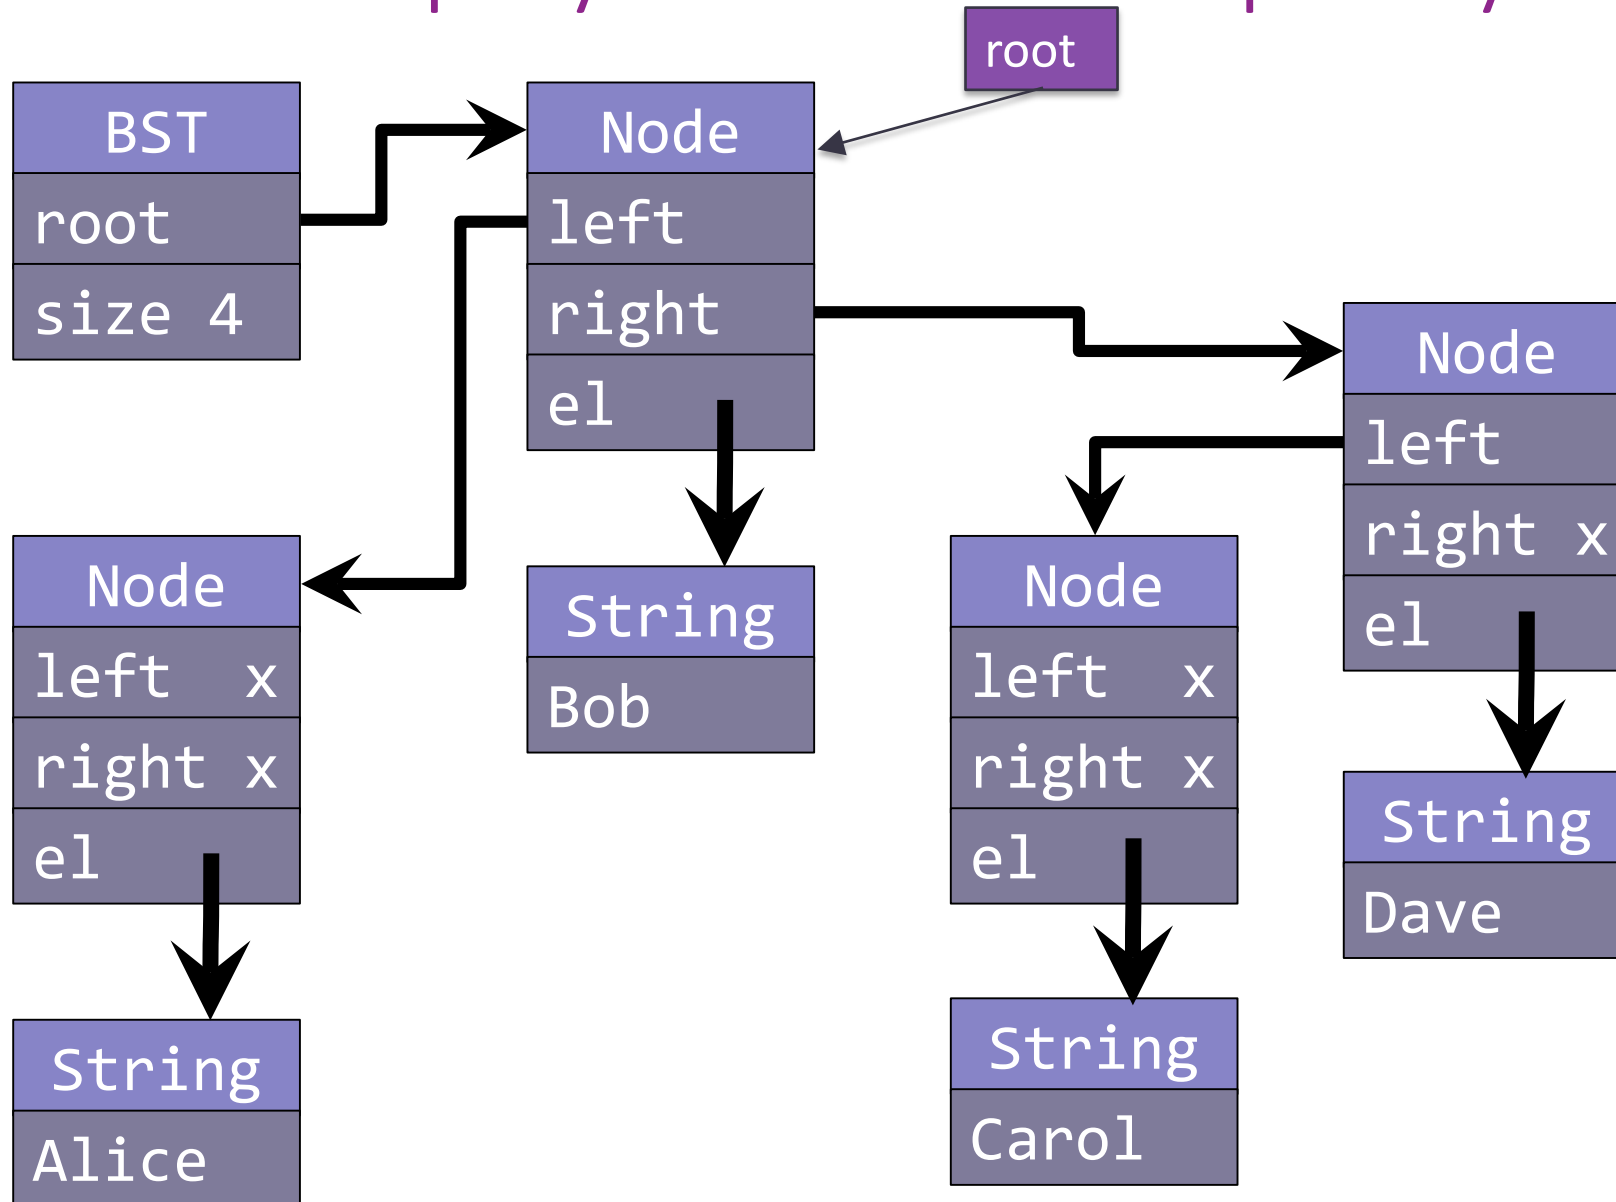 root
BST
root
size 4
Node
left
right
el
Node
left
right x
el
Node
left x
right x
el
String
Bob
Node
left x
right x
el
String
Dave
String
Alice
String
Carol